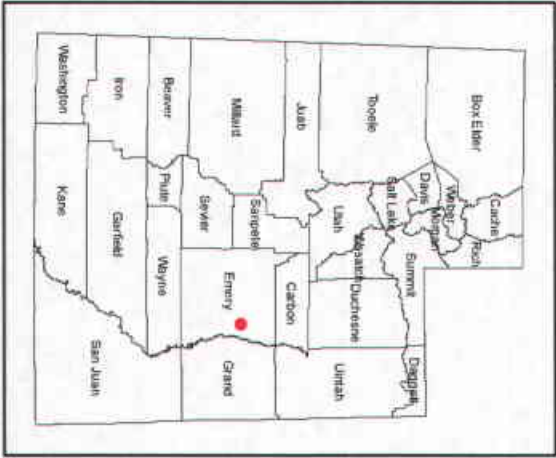 Box Elder
Cache
Rich
Weber
Morgan
Davis
Summit
Daggett
Tooele
Salt Lake
Wasatch
Duchesne
Uintah
Utah
Juab
Carbon
Sanpete
Millard
Emery
Grand
Sevier
Beaver
Piute
Wayne
Iron
Garfield
San Juan
Washington
Kane